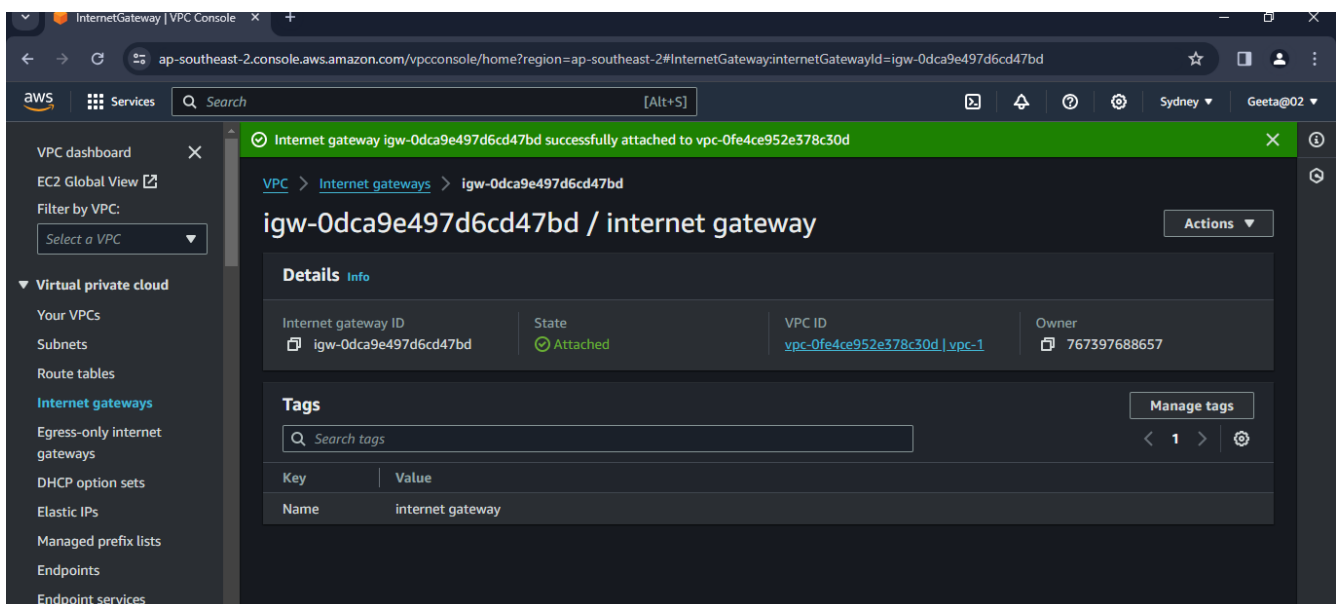 InternetGateway | VPC Console
ap-southeast-2.console.aws.amazon.com/vpcconsole/home?region=ap-southeast-2#InternetGateway:internetGatewayId=igw-0dca9e497d6cd47bd
aws Services Search [Alt+S] Sydney Geeta@02
VPC dashboard
EC2 Global View
Filter by VPC:
Select a VPC
Virtual private cloud
Your VPCs
Subnets
Route tables
Internet gateways
Egress-only internet
gateways
DHCP option sets
Elastic IPs
Managed prefix lists
Endpoints
Endpoint services
Internet gateway igw-0dca9e497d6cd47bd successfully attached to vpc-0fe4ce952e378c30d
VPC > Internet gateways > igw-0dca9e497d6cd47bd
igw-0dca9e497d6cd47bd / internet gateway
Actions
Details Info
Internet gateway ID
igw-0dca9e497d6cd47bd
State
Attached
VPC ID
vpc-0fe4ce952e378c30d | vpc-1
Owner
767397688657
Tags
Manage tags
Search tags
1
Key Value
Name internet gateway